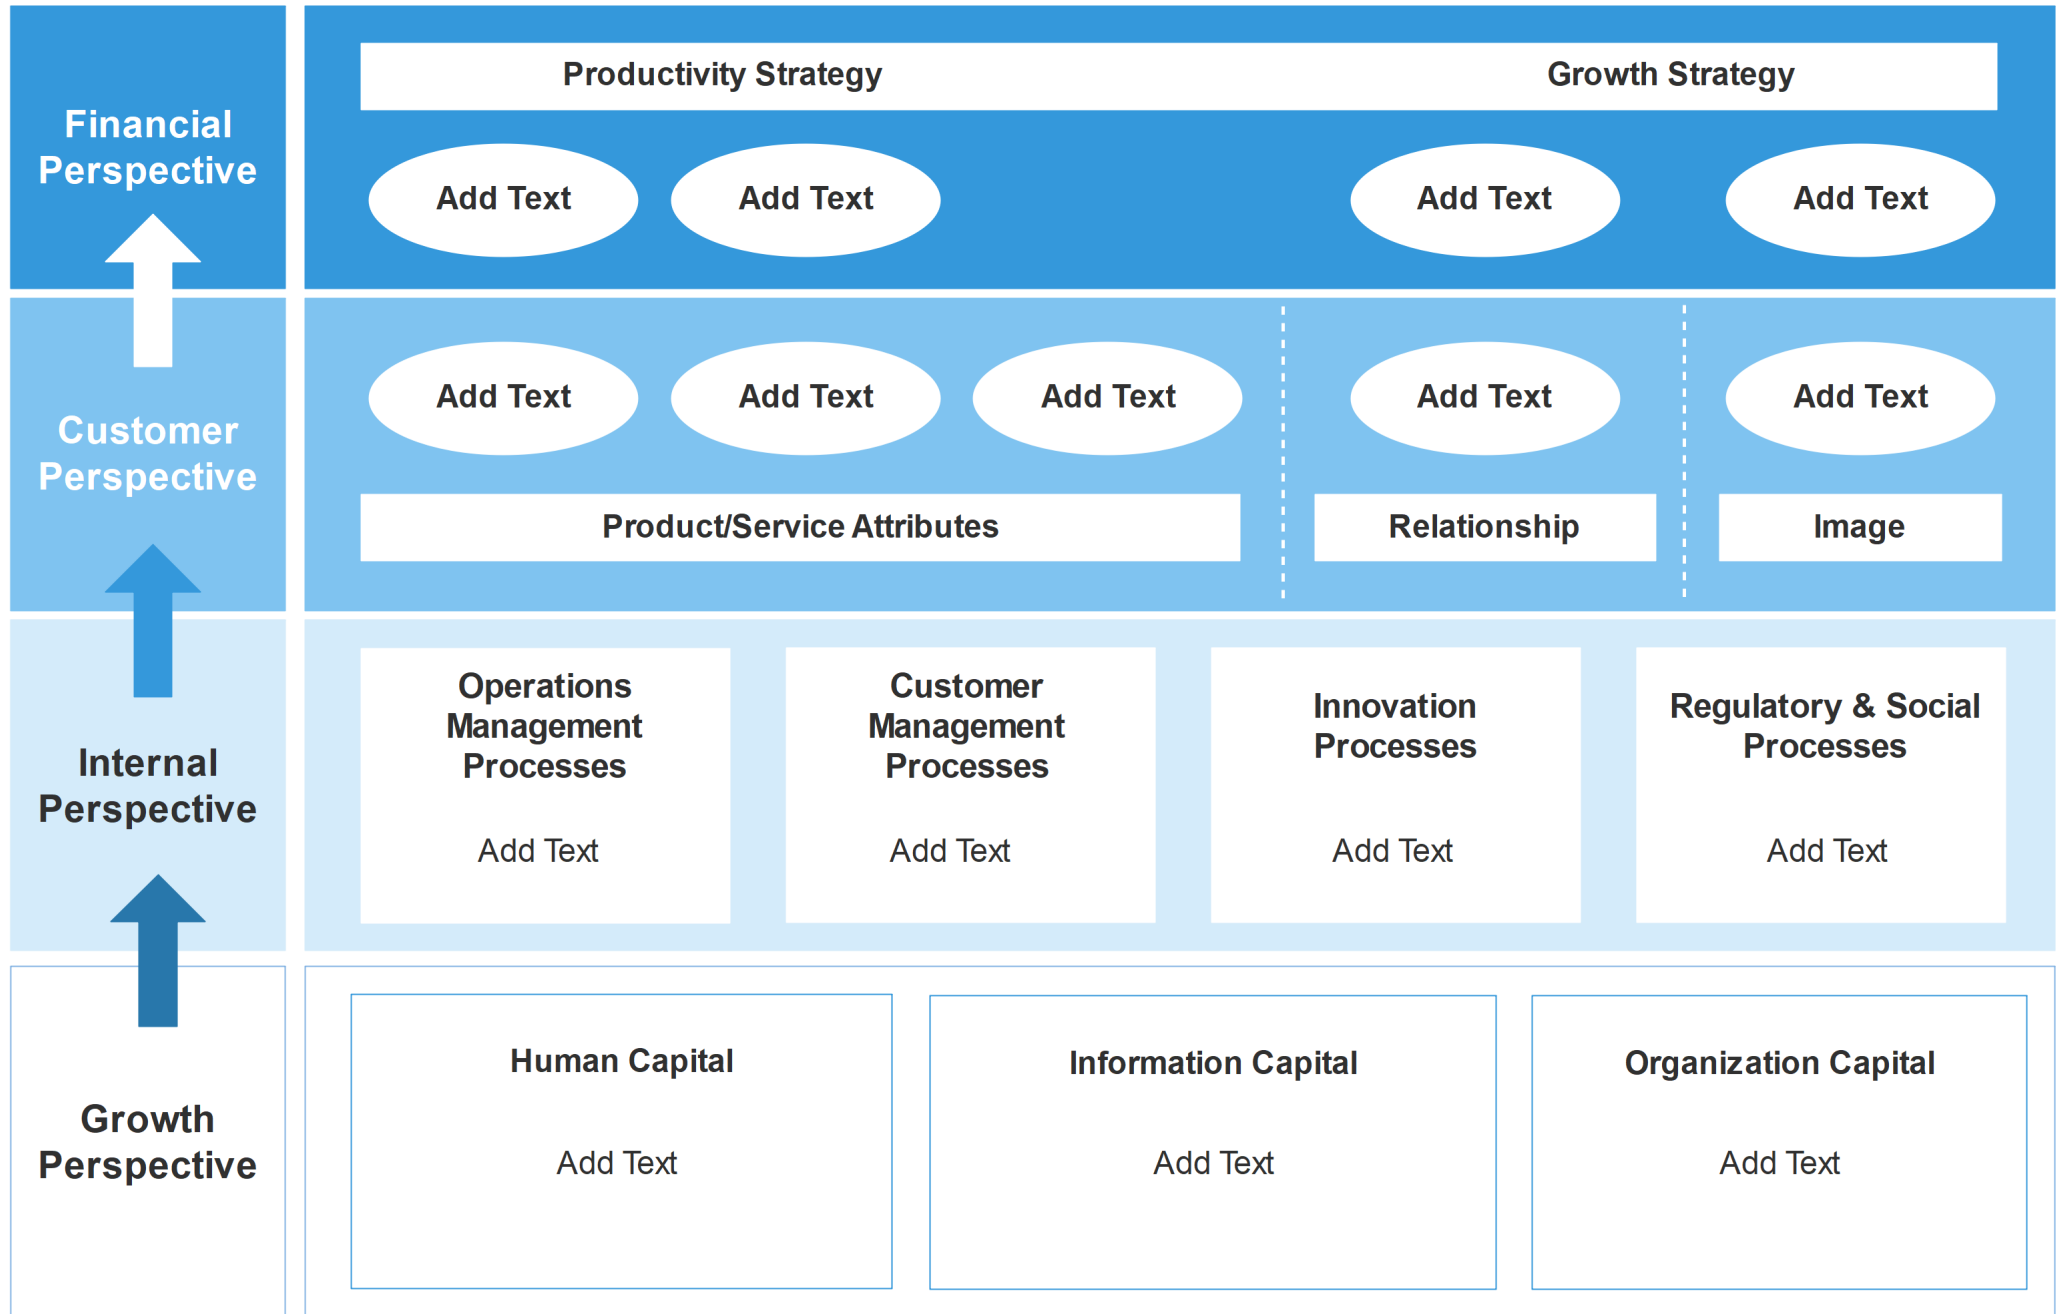 Financial
Perspective
Productivity Strategy
Growth Strategy
Add Text
Add Text
Add Text
Add Text
Customer
Perspective
Add Text
Add Text
Add Text
Add Text
Add Text
Product/Service Attributes
Relationship
Image
Internal
Perspective
Operations
Management
Processes
Add Text
Customer
Management
Processes
Add Text
Innovation
Processes
Add Text
Regulatory & Social
Processes
Add Text
Growth
Perspective
Human Capital
Add Text
Information Capital
Add Text
Organization Capital
Add Text